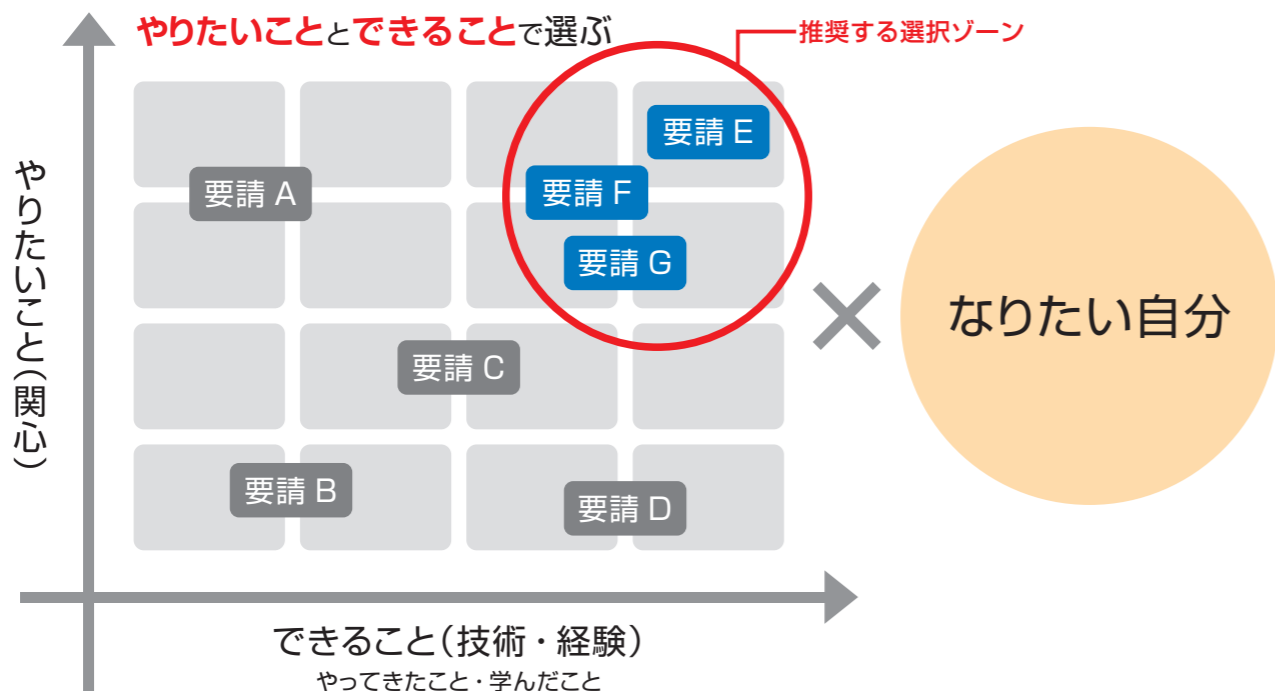 やりたいこととできることで選ぶ
推奨する選択ゾーン
やりたいこと(関心)
要請 E
要請 A
要請 F
要請 G
要請 C
要請 B
要請 D
×
なりたい自分
できること(技術・経験)
やってきたこと・学んだこと